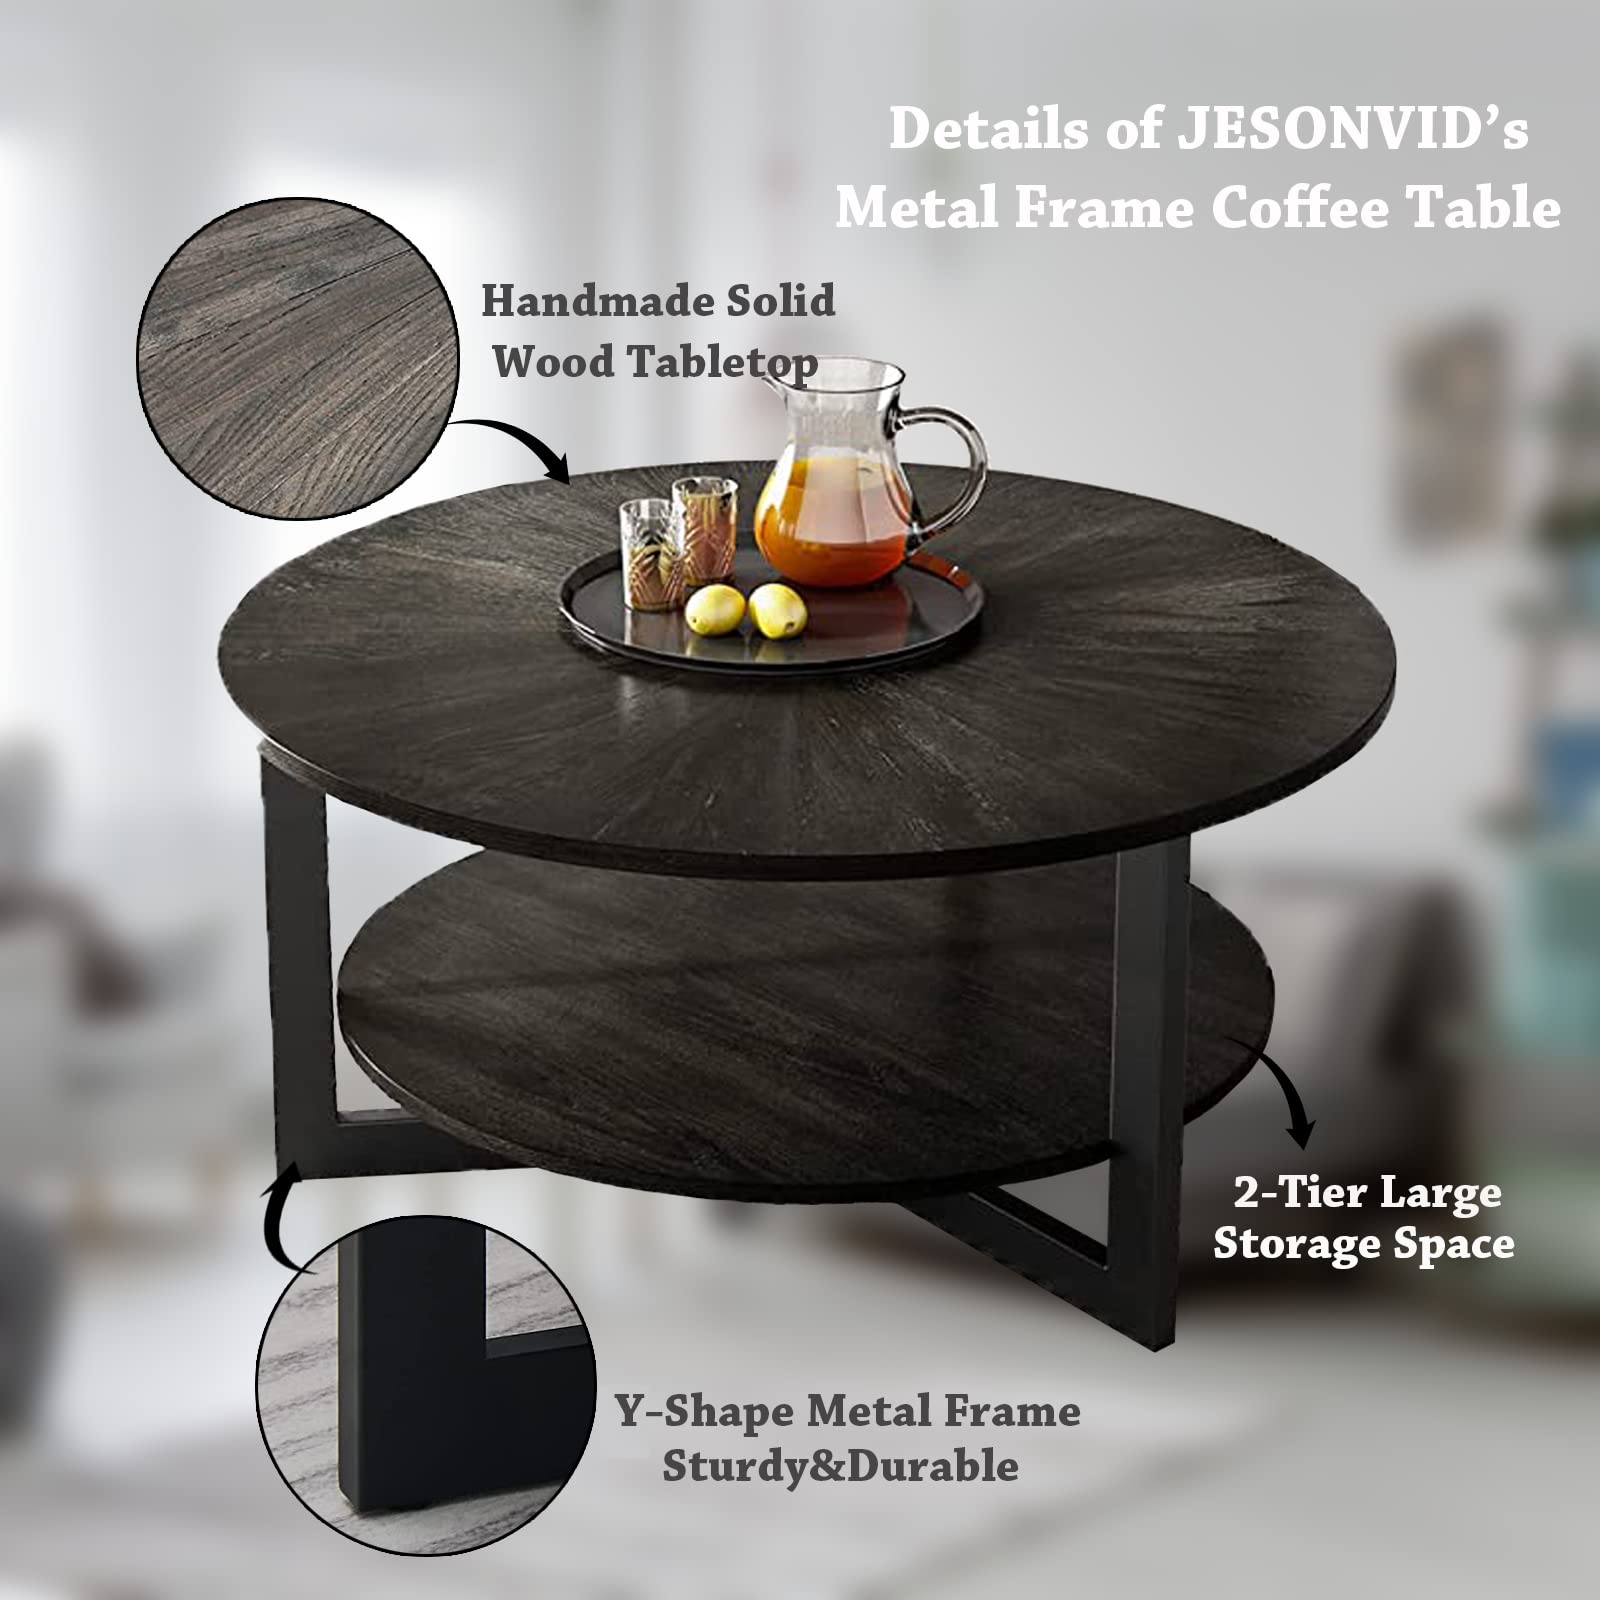 Details of JESONVID’s
Metal Frame Coffee Table
Handmade Solid
Wood Tabletop
2-Tier Large
Storage Space
Y-Shape Metal Frame
Sturdy&Durable